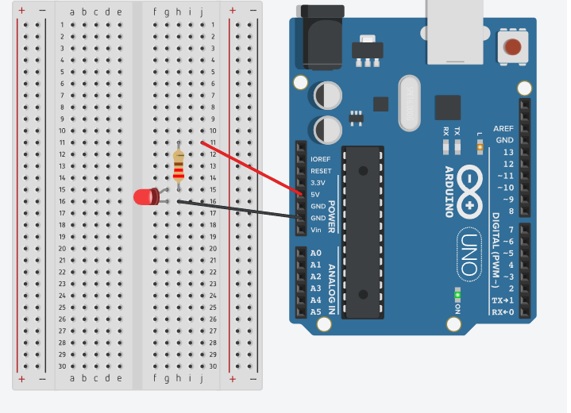 + − a b c d e f g h i j + −
1 1
2 2
3 3
4 4
5 5
6 6
7 7
8 8
9 9
10 10
11 11
12 12
13 13
14 14
15 15
16 16
17 17
18 18
19 19
20 20
21 21
22 22
23 23
24 24
25 25
26 26
27 27
28 28
29 29
30 30
+ − a b c d e f g h i j + −
IOREF
RESET
3.3V
5V
GND
GND
Vin
POWER
A0
A1
A2
A3
A4
A5
ANALOG IN
RX
TX
L
ARDUINO
UNO
ON
AREF
GND
13
12
~11
~10
~9
8
7
~6
~5
4
~3
2
TX→1
RX←0
DIGITAL (PWM~)